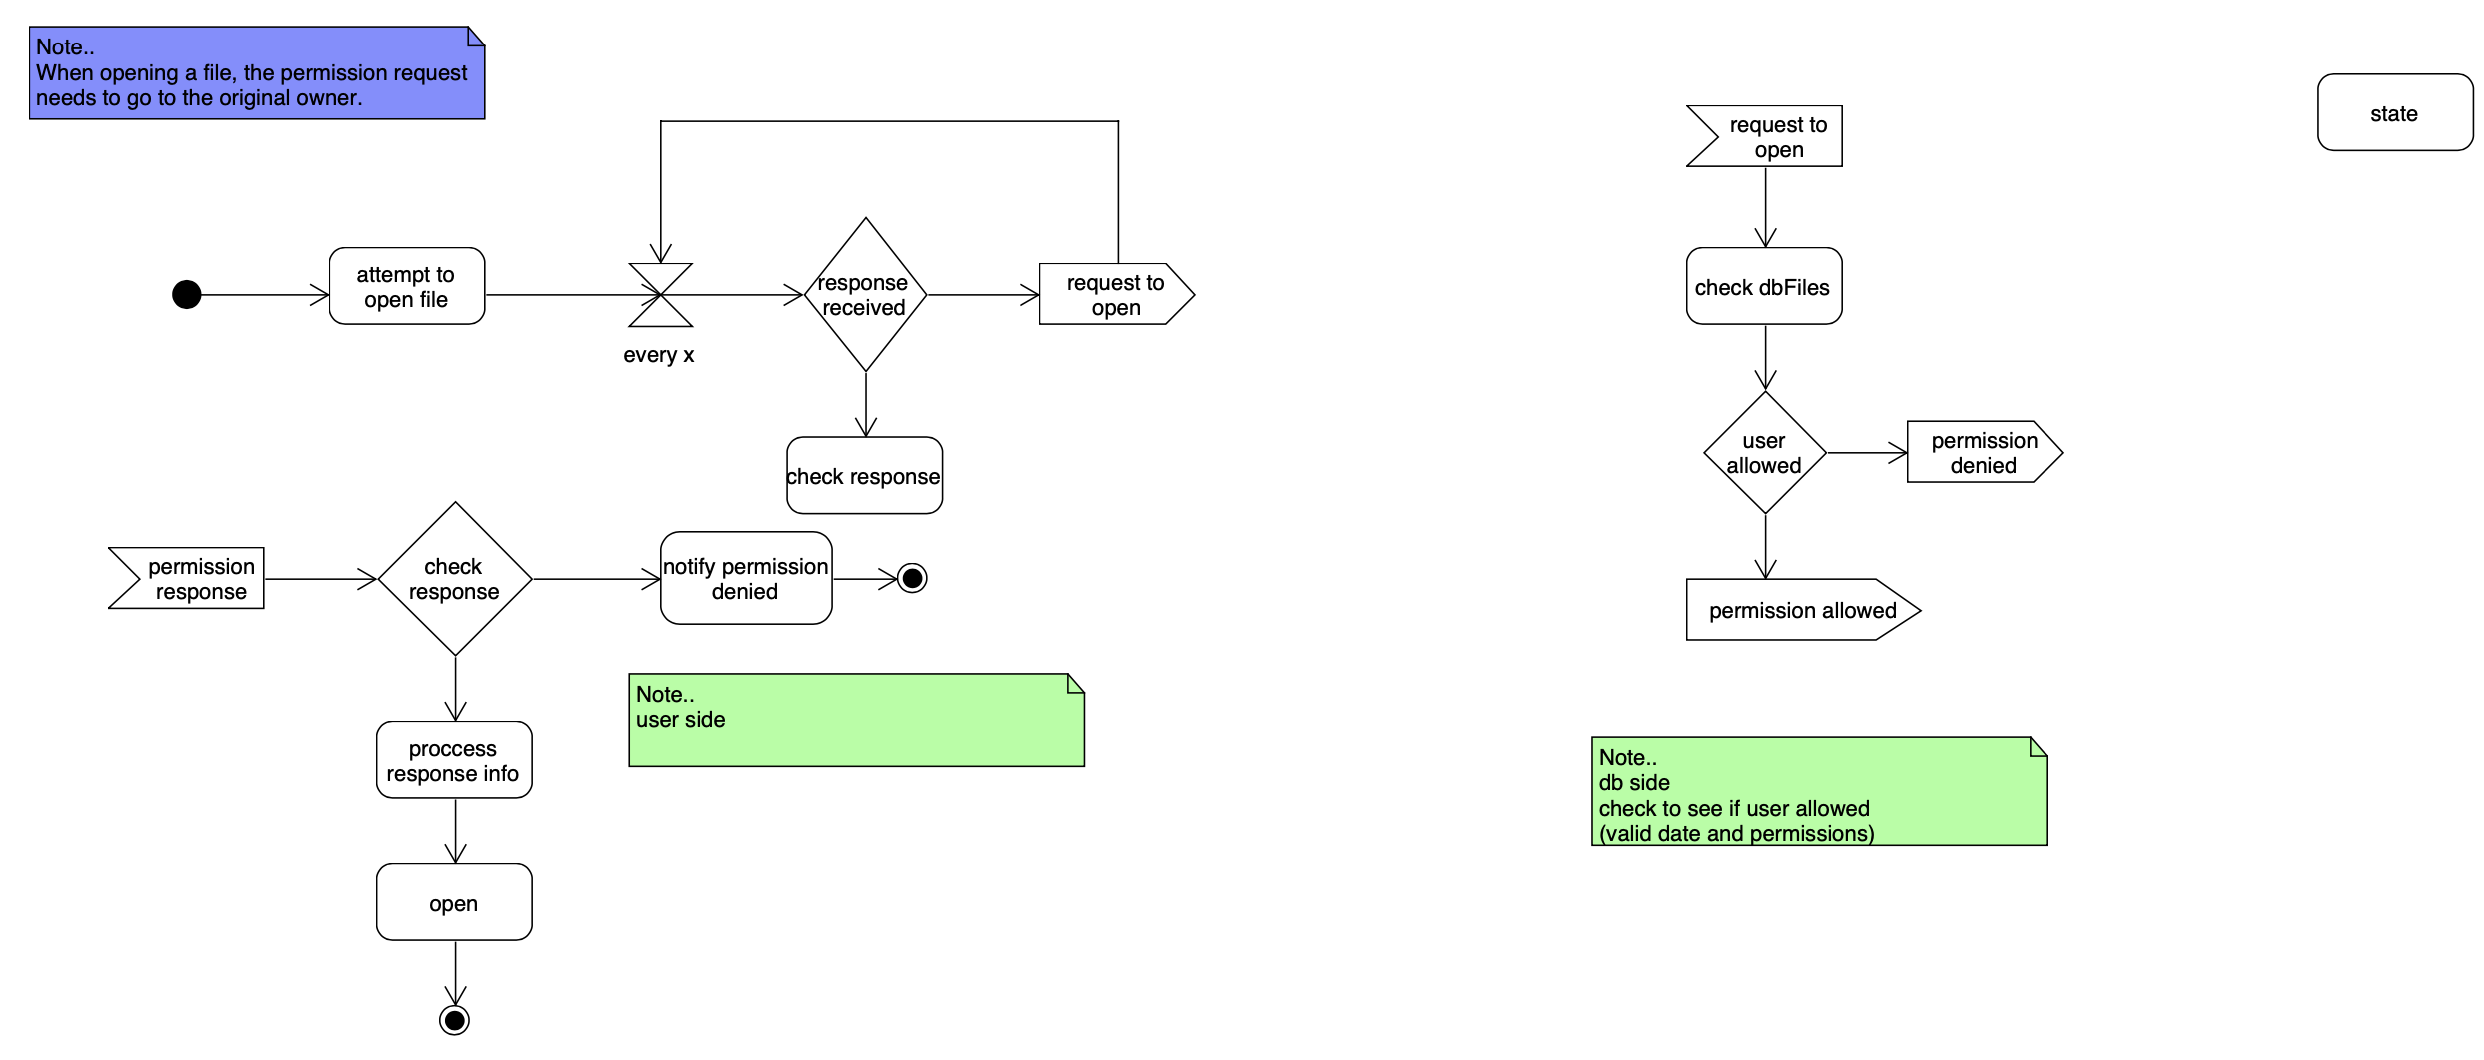 Note..
When opening a file, the permission request
needs to go to the original owner.
attempt to
open file
every x
response
received
request to
open
check response
permission
response
check
response
notify permission
denied
proccess
response info
open
Note..
user side
request to
open
check dbFiles
user
allowed
permission
denied
permission allowed
Note..
db side
check to see if user allowed
(valid date and permissions)
state